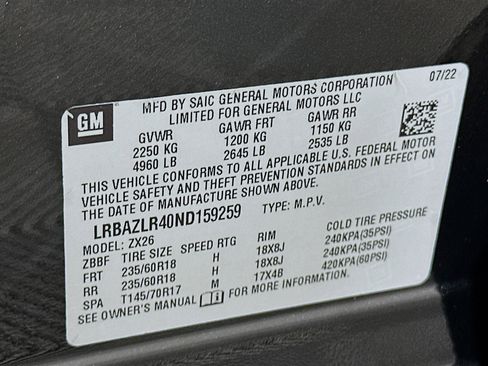 GM
MFD BY SAIC GENERAL MOTORS CORPORATION 07/22
LIMITED FOR GENERAL MOTORS LLC
GVWR GAWR FRT GAWR RR
2250 KG 1200 KG 1150 KG
4960 LB 2645 LB 2535 LB
THIS VEHICLE CONFORMS TO ALL APPLICABLE U.S. FEDERAL MOTOR
VEHICLE SAFETY AND THEFT PREVENTION STANDARDS IN EFFECT ON
THE DATE OF MANUFACTURE SHOWN ABOVE.
LRBAZLR40ND159259 TYPE: M.P.V.
MODEL: ZX26
ZBBF TIRE SIZE SPEED RTG RIM COLD TIRE PRESSURE
FRT 235/60R18 H 18X8J 240KPA(35PSI)
RR 235/60R18 H 18X8J 240KPA(35PSI)
SPA T145/70R17 M 17X4B 420KPA(60PSI)
SEE OWNER'S MANUAL FOR MORE INFORMATION.